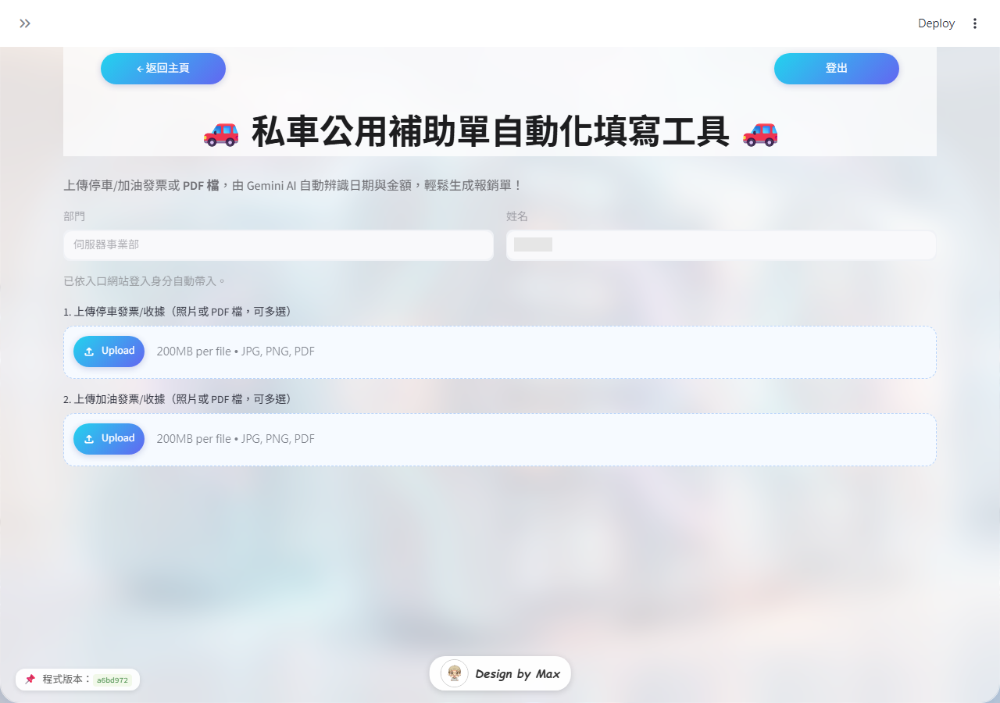 Deploy
←返回主頁
登出
私車公用補助單自動化填寫工具
上傳停車/加油發票或 PDF 檔，由 Gemini AI 自動辨識日期與金額，輕鬆生成報銷單！
部門
姓名
伺服器事業部
已依入口網站登入身分自動帶入。
1. 上傳停車發票/收據（照片或 PDF 檔，可多選）
Upload
200MB per file • JPG, PNG, PDF
2. 上傳加油發票/收據（照片或 PDF 檔，可多選）
Upload
200MB per file • JPG, PNG, PDF
Design by Max
程式版本：a6bd972